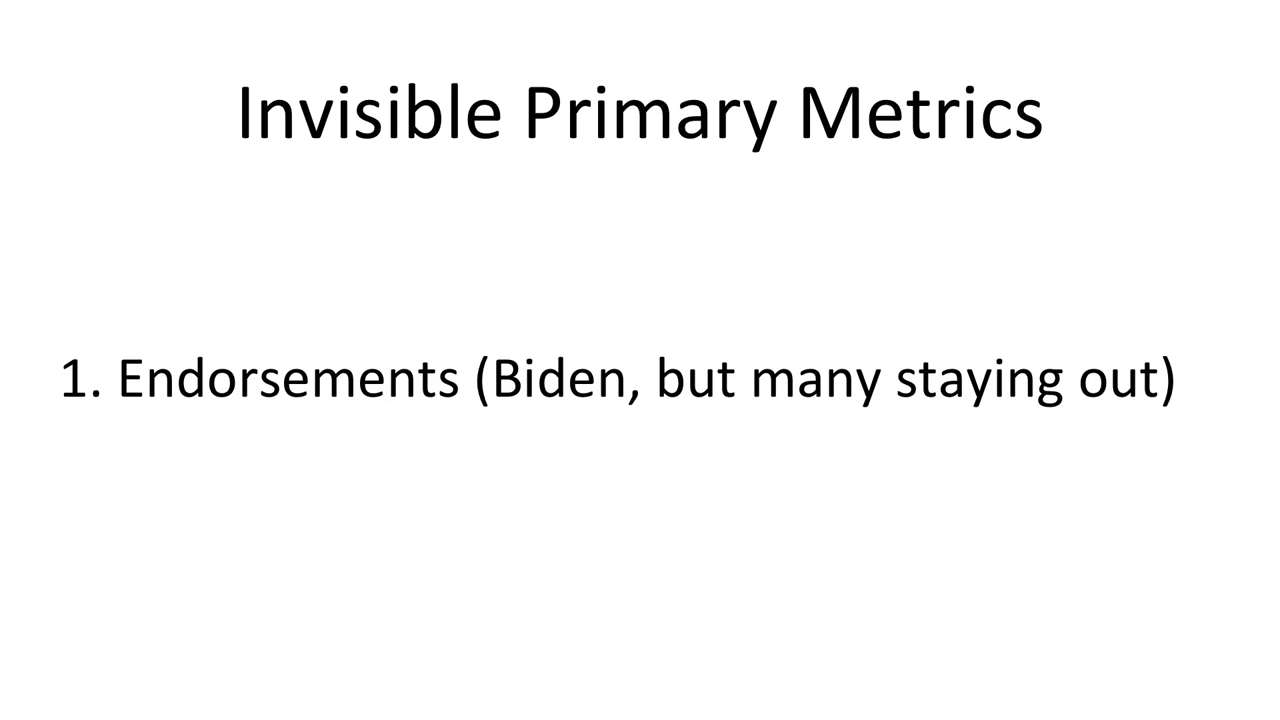 Invisible Primary Metrics
1. Endorsements (Biden, but many staying out)